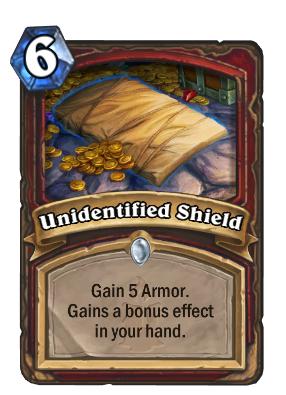 6
Unidentified Shield
Gain 5 Armor.
Gains a bonus effect
in your hand.